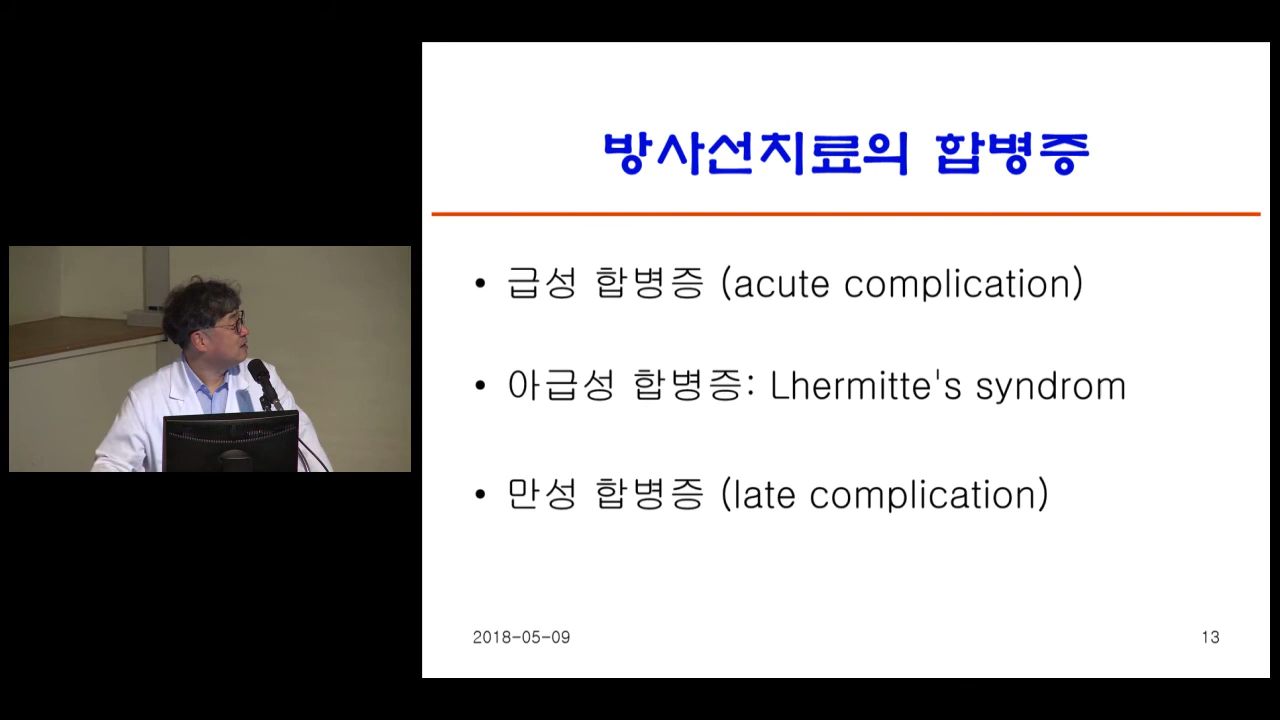 방사선치료의 합병증
• 급성 합병증 (acute complication)
• 아급성 합병증: Lhermitte's syndrom
• 만성 합병증 (late complication)
2018-05-09
13